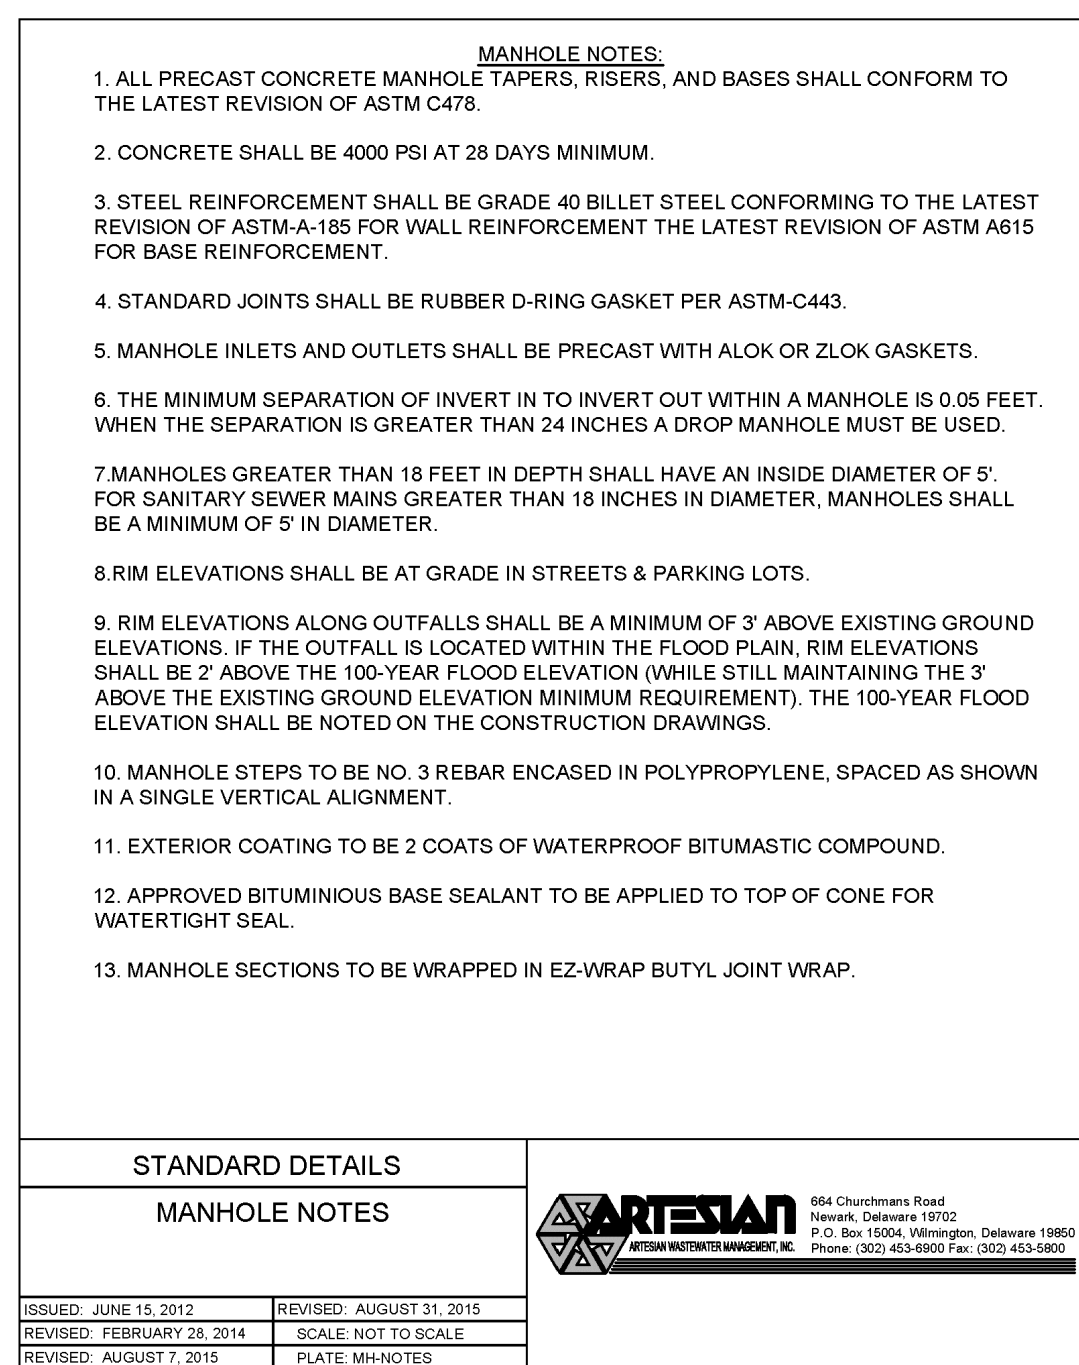 MANHOLE NOTES:
1. ALL PRECAST CONCRETE MANHOLE TAPERS, RISERS, AND BASES SHALL CONFORM TO
THE LATEST REVISION OF ASTM C478.
2. CONCRETE SHALL BE 4000 PSI AT 28 DAYS MINIMUM.
3. STEEL REINFORCEMENT SHALL BE GRADE 40 BILLET STEEL CONFORMING TO THE LATEST
REVISION OF ASTM-A-185 FOR WALL REINFORCEMENT THE LATEST REVISION OF ASTM A615
FOR BASE REINFORCEMENT.
4. STANDARD JOINTS SHALL BE RUBBER D-RING GASKET PER ASTM-C443.
5. MANHOLE INLETS AND OUTLETS SHALL BE PRECAST WITH ALOK OR ZLOK GASKETS.
6. THE MINIMUM SEPARATION OF INVERT IN TO INVERT OUT WITHIN A MANHOLE IS 0.05 FEET.
WHEN THE SEPARATION IS GREATER THAN 24 INCHES A DROP MANHOLE MUST BE USED.
7.MANHOLES GREATER THAN 18 FEET IN DEPTH SHALL HAVE AN INSIDE DIAMETER OF 5'.
FOR SANITARY SEWER MAINS GREATER THAN 18 INCHES IN DIAMETER, MANHOLES SHALL
BE A MINIMUM OF 5' IN DIAMETER.
8.RIM ELEVATIONS SHALL BE AT GRADE IN STREETS & PARKING LOTS.
9. RIM ELEVATIONS ALONG OUTFALLS SHALL BE A MINIMUM OF 3' ABOVE EXISTING GROUND
ELEVATIONS. IF THE OUTFALL IS LOCATED WITHIN THE FLOOD PLAIN, RIM ELEVATIONS
SHALL BE 2' ABOVE THE 100-YEAR FLOOD ELEVATION (WHILE STILL MAINTAINING THE 3'
ABOVE THE EXISTING GROUND ELEVATION MINIMUM REQUIREMENT). THE 100-YEAR FLOOD
ELEVATION SHALL BE NOTED ON THE CONSTRUCTION DRAWINGS.
10. MANHOLE STEPS TO BE NO. 3 REBAR ENCASED IN POLYPROPYLENE, SPACED AS SHOWN
IN A SINGLE VERTICAL ALIGNMENT.
11. EXTERIOR COATING TO BE 2 COATS OF WATERPROOF BITUMASTIC COMPOUND.
12. APPROVED BITUMINIOUS BASE SEALANT TO BE APPLIED TO TOP OF CONE FOR
WATERTIGHT SEAL.
13. MANHOLE SECTIONS TO BE WRAPPED IN EZ-WRAP BUTYL JOINT WRAP.
STANDARD DETAILS
MANHOLE NOTES
ISSUED: JUNE 15, 2012
REVISED: AUGUST 31, 2015
REVISED: FEBRUARY 28, 2014
SCALE: NOT TO SCALE
REVISED: AUGUST 7, 2015
PLATE: MH-NOTES
ARTESIAN
ARTESIAN WASTEWATER MANAGEMENT, INC.
664 Churchmans Road
Newark, Delaware 19702
P.O. Box 15004, Wilmington, Delaware 19850
Phone: (302) 453-6900 Fax: (302) 453-5800